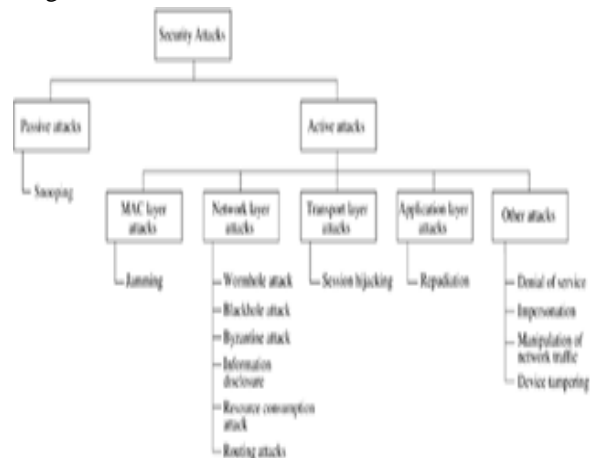 Security Attacks
Passive attacks
Active attacks
Snooping
MAC layer
attacks
Network layer
attacks
Transport layer
attacks
Application layer
attacks
Other attacks
Jamming
Wormhole attack
Blackhole attack
Byzantine attack
Information
disclosure
Resource consumption
attack
Routing attacks
Session hijacking
Repudiation
Denial of service
Impersonation
Manipulation of
network traffic
Device tampering